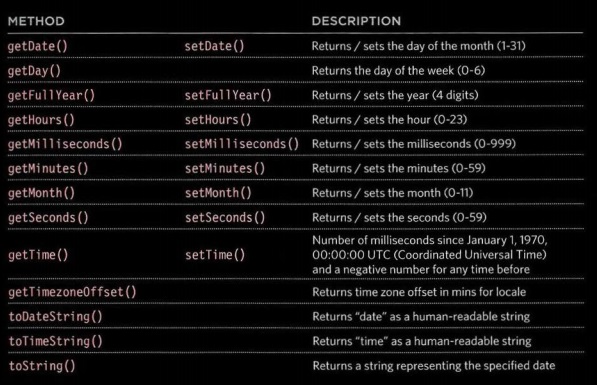 METHOD DESCRIPTION
getDate() setDate() Returns / sets the day of the month (1-31)
getDay() Returns the day of the week (0-6)
getFullYear() setFullYear() Returns / sets the year (4 digits)
getHours() setHours() Returns / sets the hour (0-23)
getMilliseconds() setMilliseconds() Returns / sets the milliseconds (0-999)
getMinutes() setMinutes() Returns / sets the minutes (0-59)
getMonth() setMonth() Returns / sets the month (0-11)
getSeconds() setSeconds() Returns / sets the seconds (0-59)
getTime() setTime() Number of milliseconds since January 1, 1970,
00:00:00 UTC (Coordinated Universal Time)
and a negative number for any time before
getTimezoneOffset() Returns time zone offset in mins for locale
toDateString() Returns “date” as a human-readable string
toTimeString() Returns “time” as a human-readable string
toString() Returns a string representing the specified date